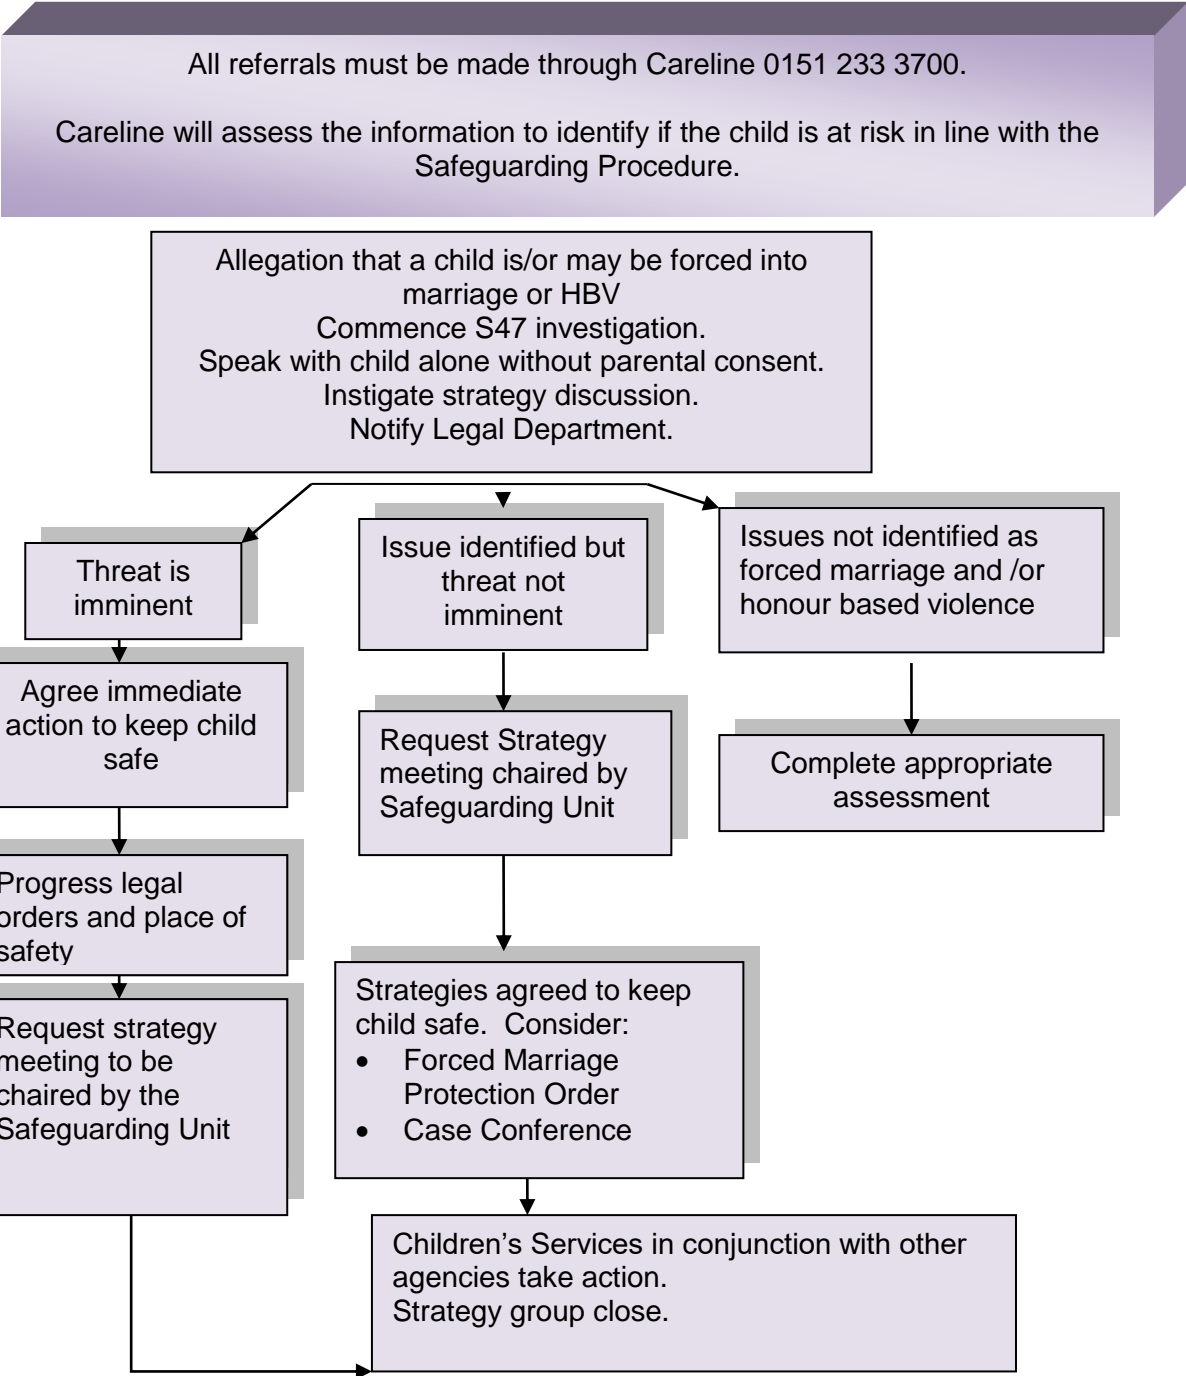 All referrals must be made through Careline 0151 233 3700.
Careline will assess the information to identify if the child is at risk in line with the
Safeguarding Procedure.
Allegation that a child is/or may be forced into
marriage or HBV
Commence S47 investigation.
Speak with child alone without parental consent.
Instigate strategy discussion.
Notify Legal Department.
Threat is
imminent
Agree immediate
action to keep child
safe
Progress legal
orders and place of
safety
Request strategy
meeting to be
chaired by the
Safeguarding Unit
Issue identified but
threat not
imminent
Request Strategy
meeting chaired by
Safeguarding Unit
Strategies agreed to keep
child safe.  Consider:
• Forced Marriage
Protection Order
• Case Conference
Issues not identified as
forced marriage and /or
honour based violence
Complete appropriate
assessment
Children's Services in conjunction with other
agencies take action.
Strategy group close.